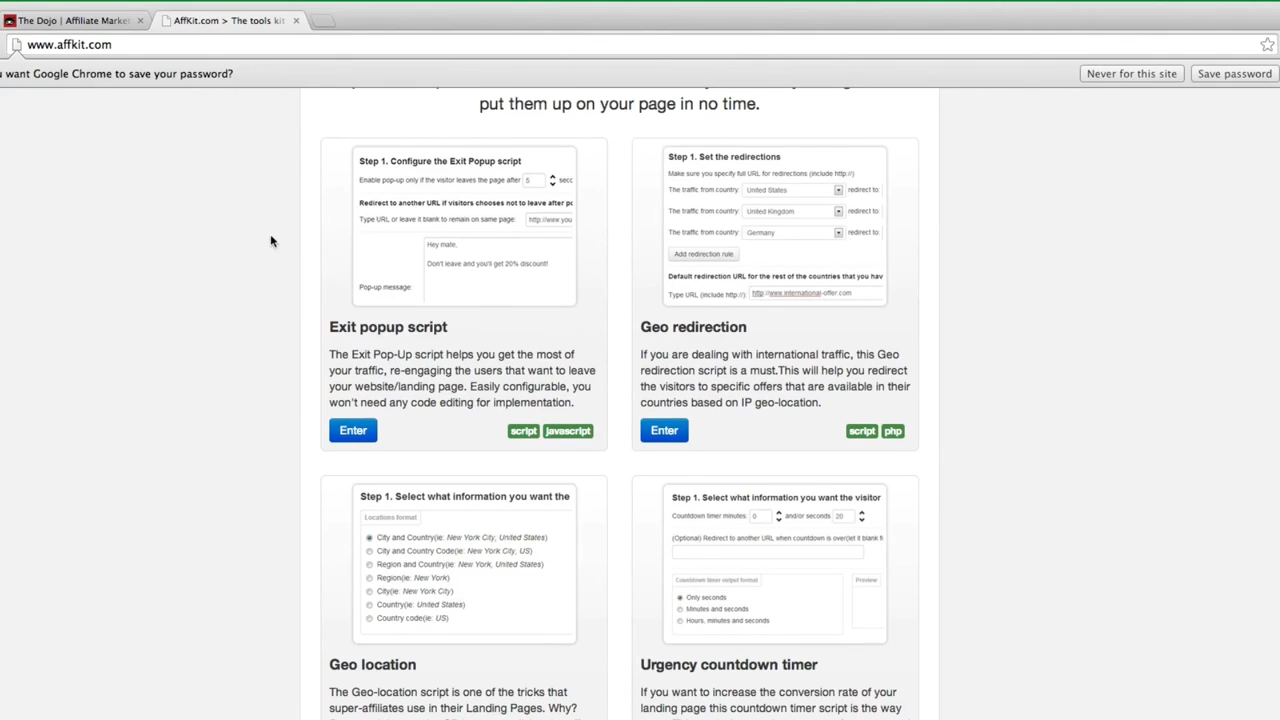 The Dojo | Affiliate Marke
AffKit.com > The tools kit
www.affkit.com
want Google Chrome to save your password?
Never for this site
Save password
put them up on your page in no time.
Step 1. Configure the Exit Popup script
Enable pop-up only if the visitor leaves the page after 5 sec
Redirect to another URL if visitors chooses not to leave after
Type URL or leave it blank to remain on same page: http://www.you
Hey mate,
Don't leave and you'll get 20% discount!
Pop-up message:
Exit popup script
The Exit Pop-Up script helps you get the most of
your traffic, re-engaging the users that want to leave
your website/landing page. Easily configurable, you
won't need any code editing for implementation.
Enter
script
javascript
Step 1. Set the redirections
Make sure you specify full URL for redirections (include http://)
The traffic from country: United States redirect to:
The traffic from country: United Kingdom redirect to:
The traffic from country: Germany redirect to:
Add redirection rule
Default redirection URL for the rest of the countries that you hav
Type URL (include http://): http://www.international-offer.com
Geo redirection
If you are dealing with international traffic, this Geo
redirection script is a must.This will help you redirect
the visitors to specific offers that are available in their
countries based on IP geo-location.
Enter
script
php
Step 1. Select what information you want the
Locations format
City and Country(ie: New York City, United States)
City and Country Code(ie: New York City, US)
Region and Country(ie: New York, United States)
Region(ie: New York)
City(ie: New York City)
Country(ie: United States)
Country code(ie: US)
Geo location
The Geo-location script is one of the tricks that
super-affiliates use in their Landing Pages. Why?
Step 1. Select what information you want the visitor
Countdown timer minutes: 0 and/or seconds 20
(Optional) Redirect to another URL when countdown is over(let it blank
Countdown timer output format
Preview
Only seconds
Minutes and seconds
Hours, minutes and seconds
Urgency countdown timer
If you want to increase the conversion rate of your
landing page this countdown timer script is the way